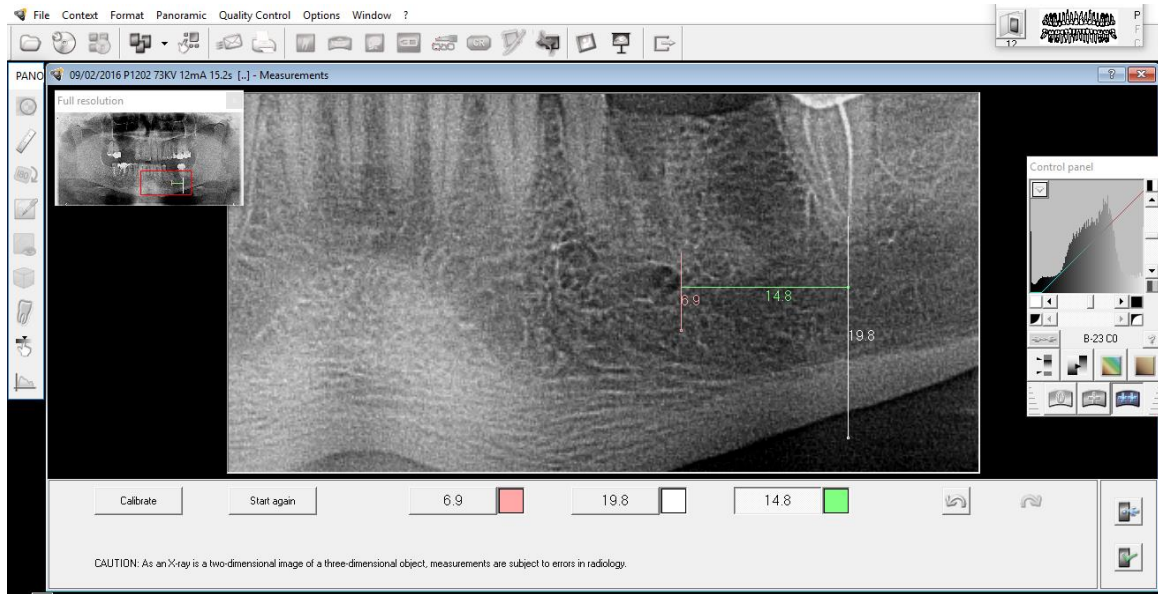 File Context Format Panoramic Quality Control Options Window ?
P
F
C
12
PANO
09/02/2016 P1202 73KV 12mA 15.2s [..] - Measurements
Full resolution
Control panel
6.9
14.8
19.8
B-23 C0
Calibrate
Start again
6.9
19.8
14.8
CAUTION: As an X-ray is a two-dimensional image of a three-dimensional object, measurements are subject to errors in radiology.